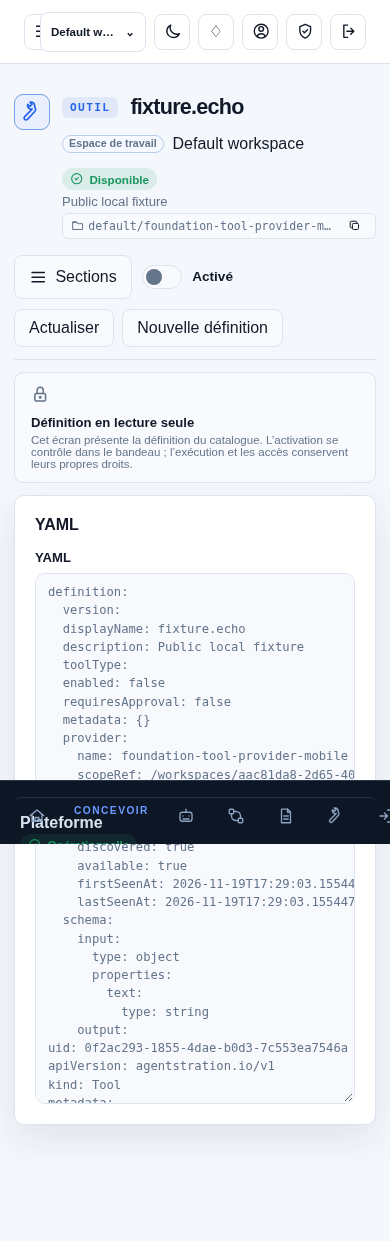 Default w… 
OUTIL fixture.echo
Espace de travail Default workspace
Disponible
Public local fixture
default/foundation-tool-provider-m…
Sections Activé
Actualiser Nouvelle définition
Définition en lecture seule
Cet écran présente la définition du catalogue. L’activation se
contrôle dans le bandeau ; l’exécution et les accès conservent
leurs propres droits.
YAML
YAML
definition:
version:
displayName: fixture.echo
description: Public local fixture
toolType:
enabled: false
requiresApproval: false
metadata: {}
provider:
name: foundation-tool-provider-mobile
scopeRef: /workspaces/aac81da8-2d65-40
CONCEVOIR
Plateforme
discovered: true
available: true
firstSeenAt: 2026-11-19T17:29:03.15544
lastSeenAt: 2026-11-19T17:29:03.155447
schema:
input:
type: object
properties:
text:
type: string
output:
uid: 0f2ac293-1855-4dae-b0d3-7c553ea7546a
apiVersion: agentstration.io/v1
kind: Tool
metadata: